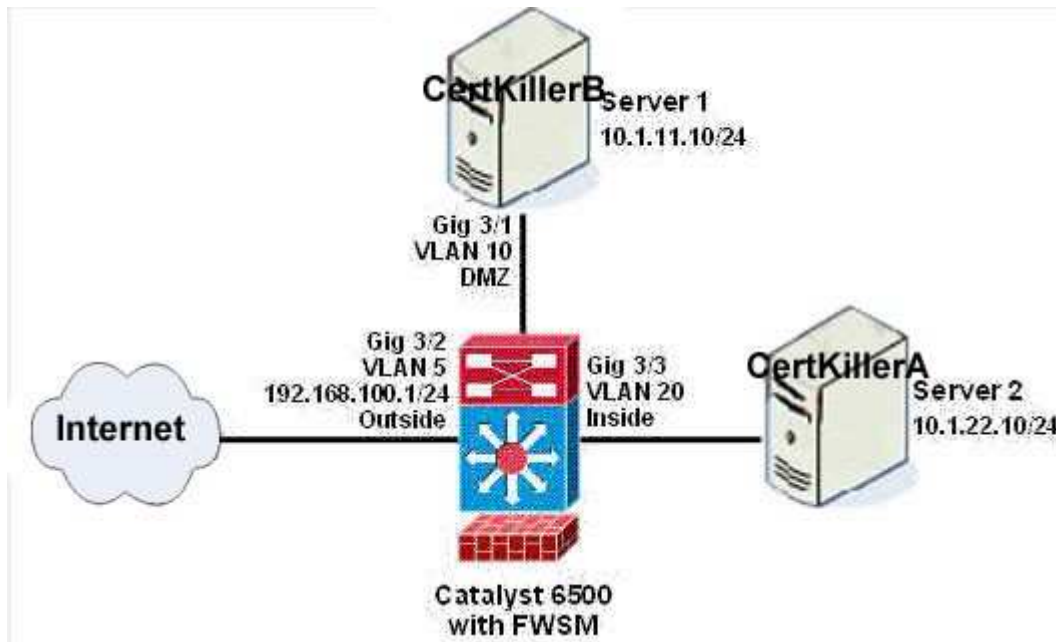 CertKillerB
Server 1
10.1.11.10/24
Gig 3/1
VLAN 10
DMZ
Gig 3/2
VLAN 5
192.168.100.1/24
Outside
Gig 3/3
VLAN 20
Inside
CertKillerA
Server 2
10.1.22.10/24
Internet
Catalyst 6500
with FWSM